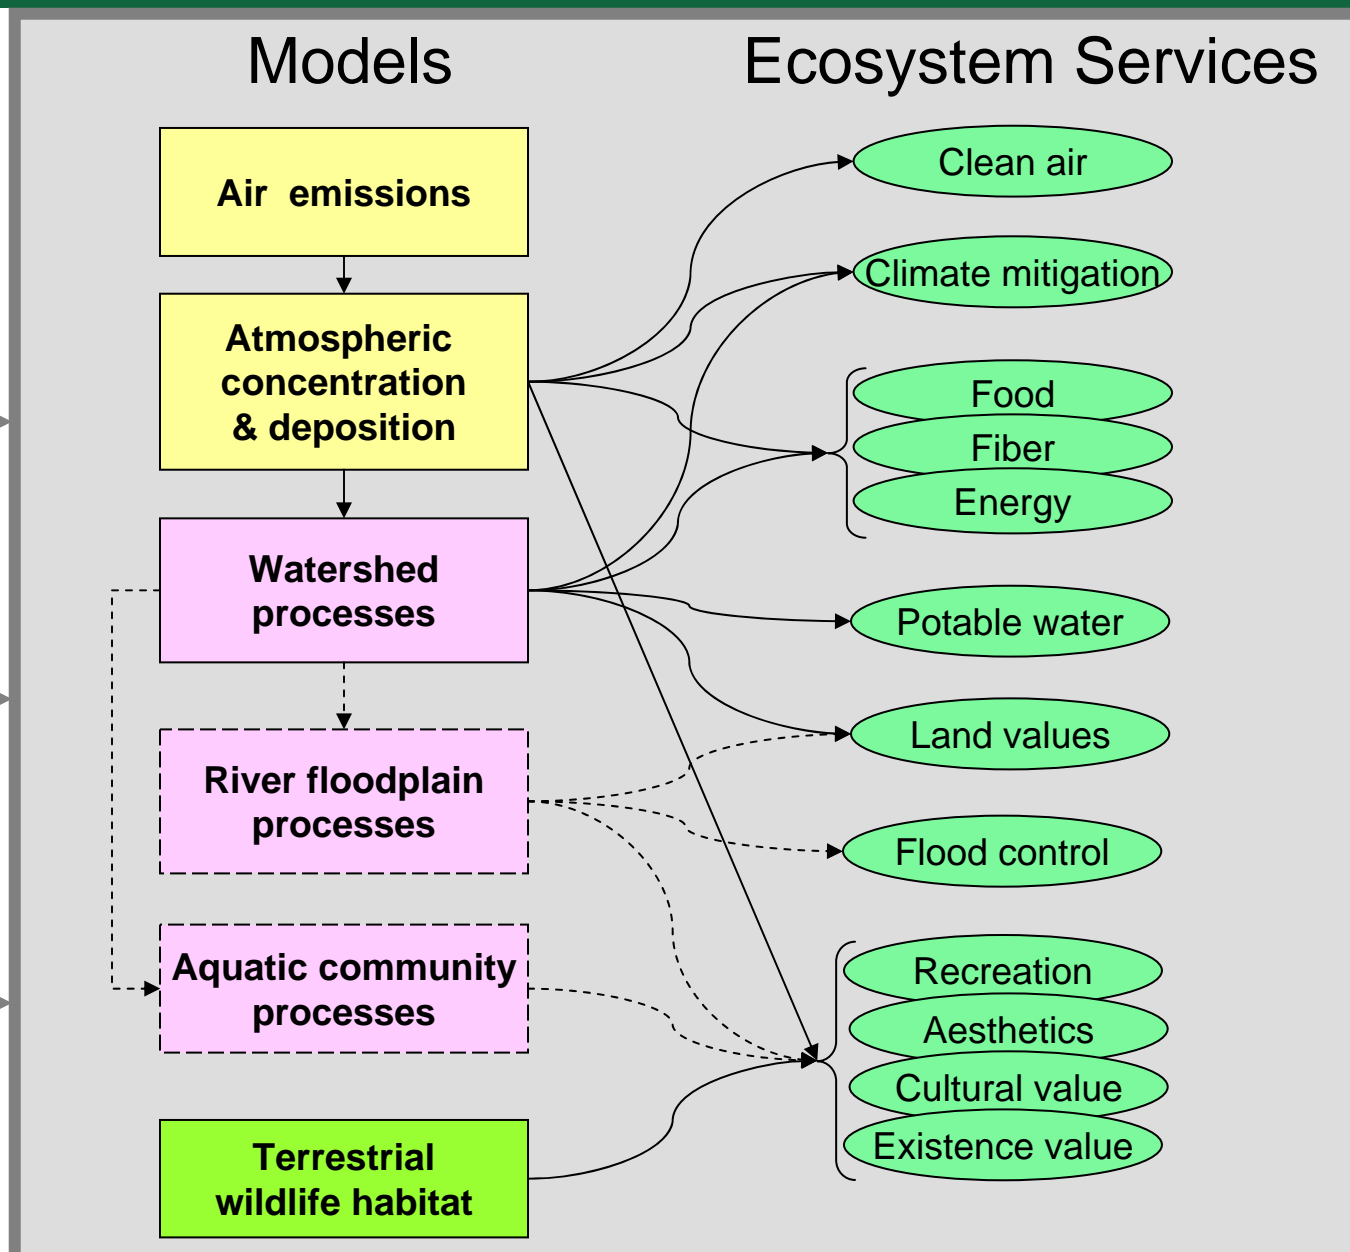 Models
Ecosystem Services
Air emissions
Atmospheric
concentration
& deposition
Watershed
processes
River floodplain
processes
Aquatic community
processes
Terrestrial
wildlife habitat
Clean air
Climate mitigation
Food
Fiber
Energy
Potable water
Land values
Flood control
Recreation
Aesthetics
Cultural value
Existence value